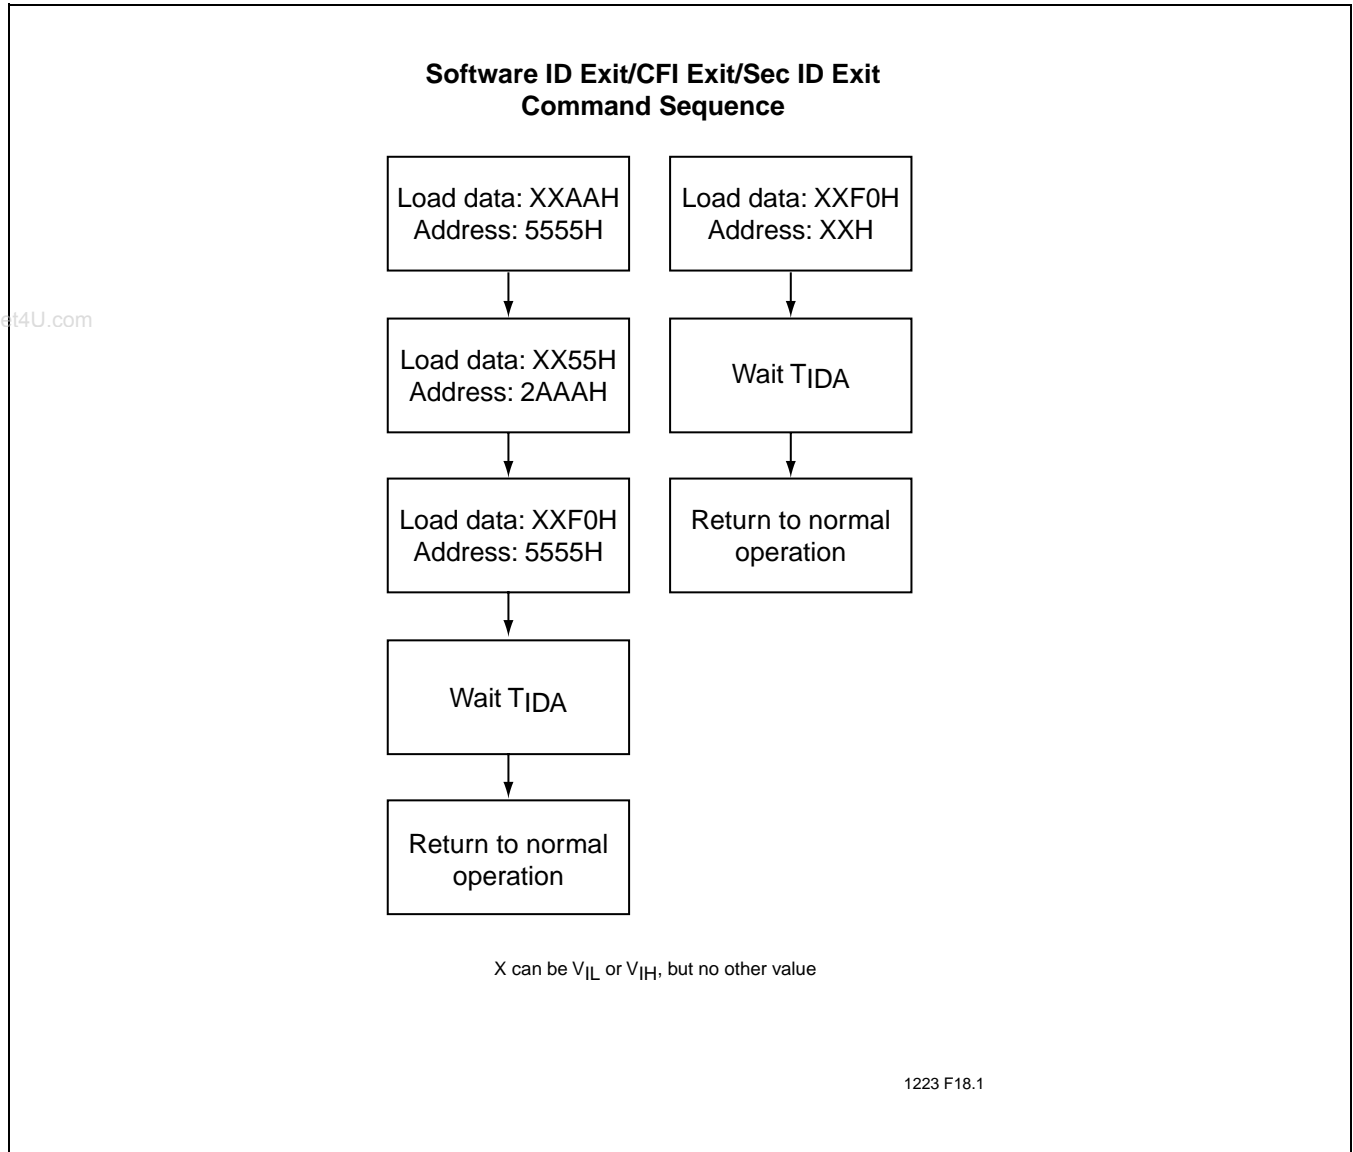 Software ID Exit/CFI Exit/Sec ID Exit
Command Sequence
Load data: XXAAH
Address: 5555H
Load data: XX55H
Address: 2AAAH
Load data: XXF0H
Address: 5555H
Wait TIDA
Return to normal
operation
Load data: XXF0H
Address: XXH
Wait TIDA
Return to normal
operation
X can be VIL or VIH, but no other value
1223 F18.1
et4U.com